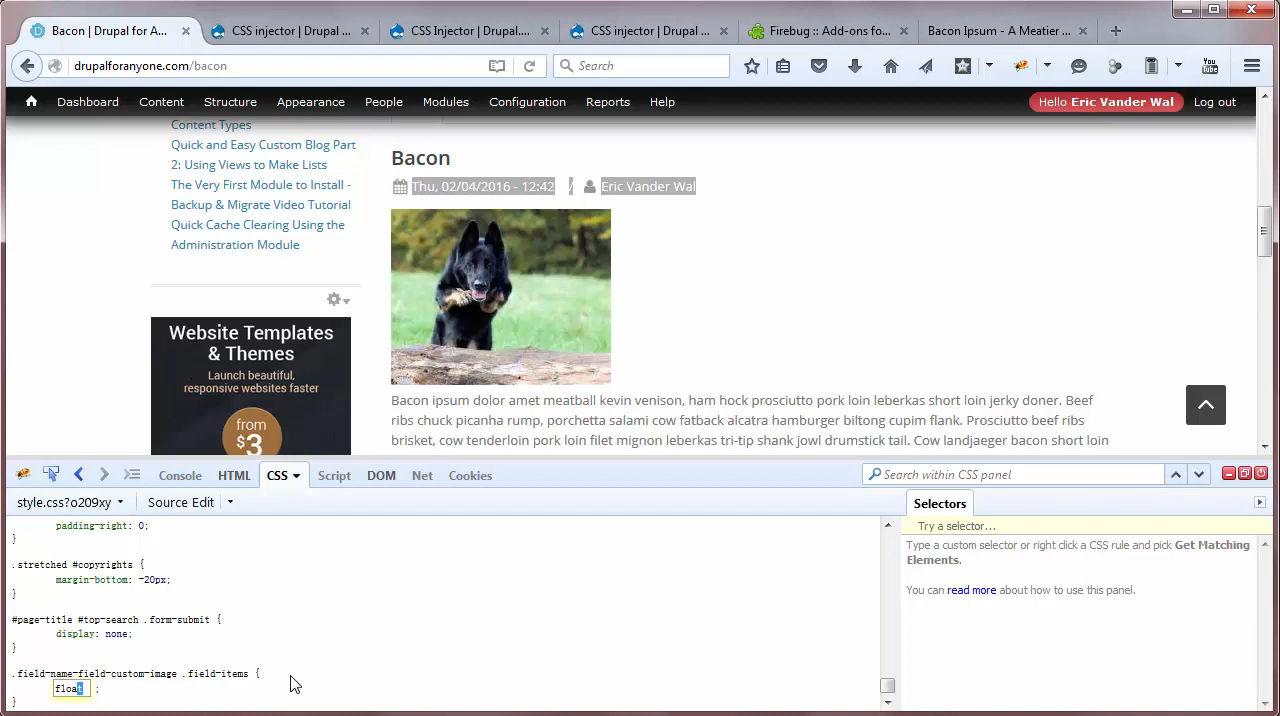 Bacon | Drupal for A... × CSS injector | Drupal ... × CSS Injector | Drupal.... × CSS injector | Drupal ... × Firebug :: Add-ons fo... × Bacon Ipsum - A Meatier ... × +
drupalforanyone.com/bacon Search You Tube
Dashboard Content Structure Appearance People Modules Configuration Reports Help Hello Eric Vander Wal Log out
Content Types
Quick and Easy Custom Blog Part
2: Using Views to Make Lists
The Very First Module to Install -
Backup & Migrate Video Tutorial
Quick Cache Clearing Using the
Administration Module
Website Templates
& Themes
Launch beautiful,
responsive websites faster
from
$3
Bacon
Thu, 02/04/2016 - 12:42 / Eric Vander Wal
Bacon ipsum dolor amet meatball kevin venison, ham hock prosciutto pork loin leberkas short loin jerky doner. Beef
ribs chuck picanha rump, porchetta salami cow fatback alcatra hamburger biltong cupim flank. Prosciutto beef ribs
brisket, cow tenderloin pork loin filet mignon leberkas tri-tip shank jowl drumstick tail. Cow landjaeger bacon short loin
Console HTML CSS Script DOM Net Cookies Search within CSS panel
style.css?o209xy Source Edit
padding-right: 0;
}
.stretched #copyrights {
margin-bottom: -20px;
}
#page-title #top-search .form-submit {
display: none;
}
.field-name-field-custom-image .field-items {
float ;
}
Selectors
Try a selector...
Type a custom selector or right click a CSS rule and pick Get Matching
Elements.
You can read more about how to use this panel.